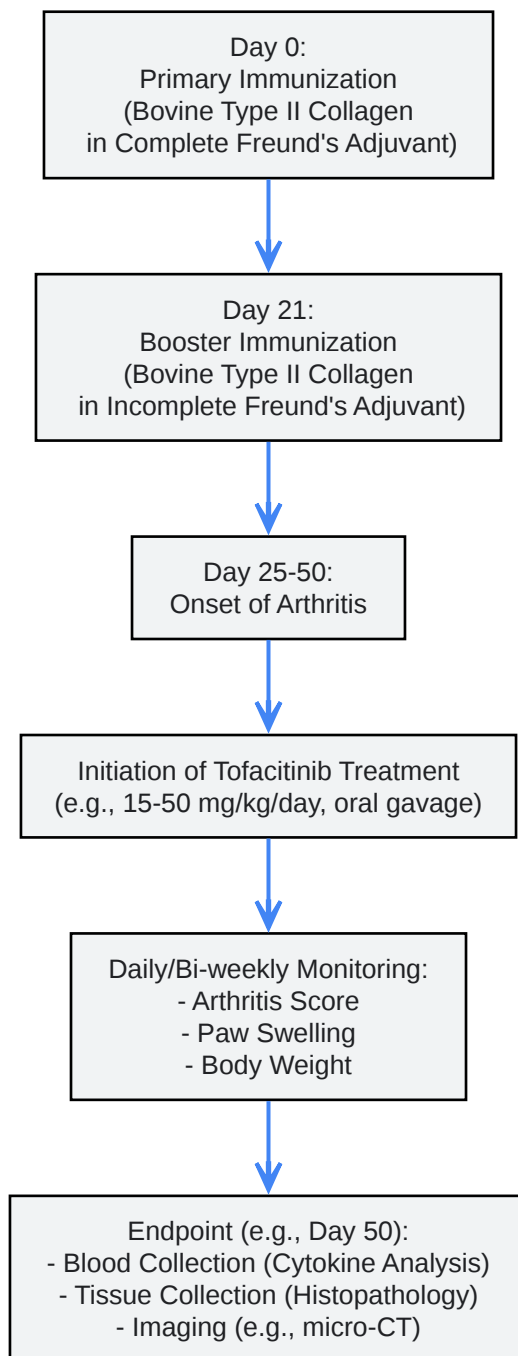 Day 0:
Primary Immunization
(Bovine Type II Collagen
in Complete Freund's Adjuvant)
Day 21:
Booster Immunization
(Bovine Type II Collagen
in Incomplete Freund's Adjuvant)
Day 25-50:
Onset of Arthritis
Initiation of Tofacitinib Treatment
(e.g., 15-50 mg/kg/day, oral gavage)
Daily/Bi-weekly Monitoring:
- Arthritis Score
- Paw Swelling
- Body Weight
Endpoint (e.g., Day 50):
- Blood Collection (Cytokine Analysis)
- Tissue Collection (Histopathology)
- Imaging (e.g., micro-CT)